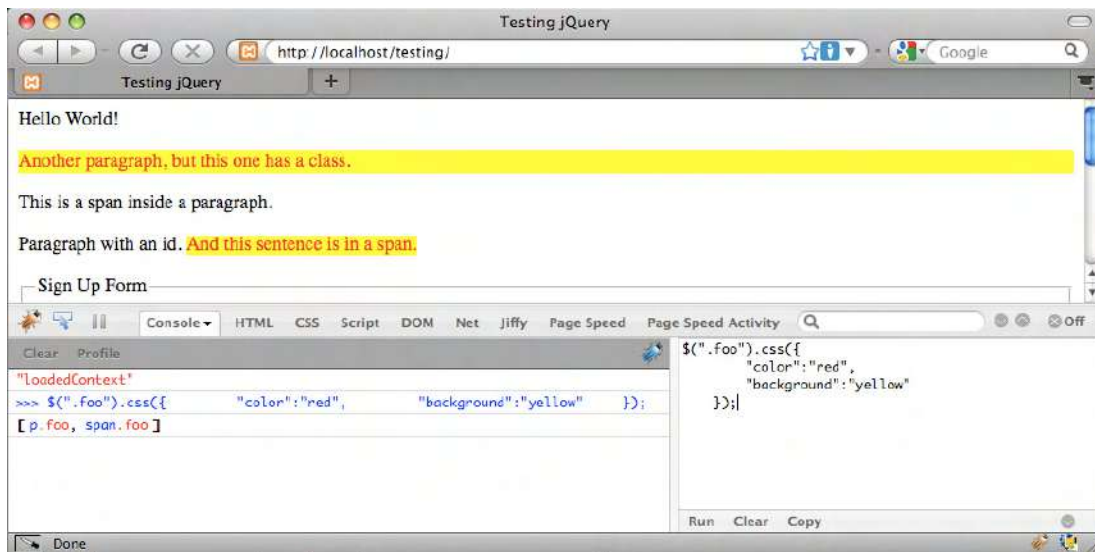 Testing jQuery
http://localhost/testing/
Google
Testing jQuery
+
Hello World!
Another paragraph, but this one has a class.
This is a span inside a paragraph.
Paragraph with an id. And this sentence is in a span.
Sign Up Form
Console HTML CSS Script DOM Net Jiffy Page Speed Page Speed Activity Off
Clear Profile
"loadedContext"
>>> $(".foo").css({ "color":"red", "background":"yellow" });
[ p.foo, span.foo ]
$(".foo").css({
"color":"red",
"background":"yellow"
});
Run Clear Copy
Done